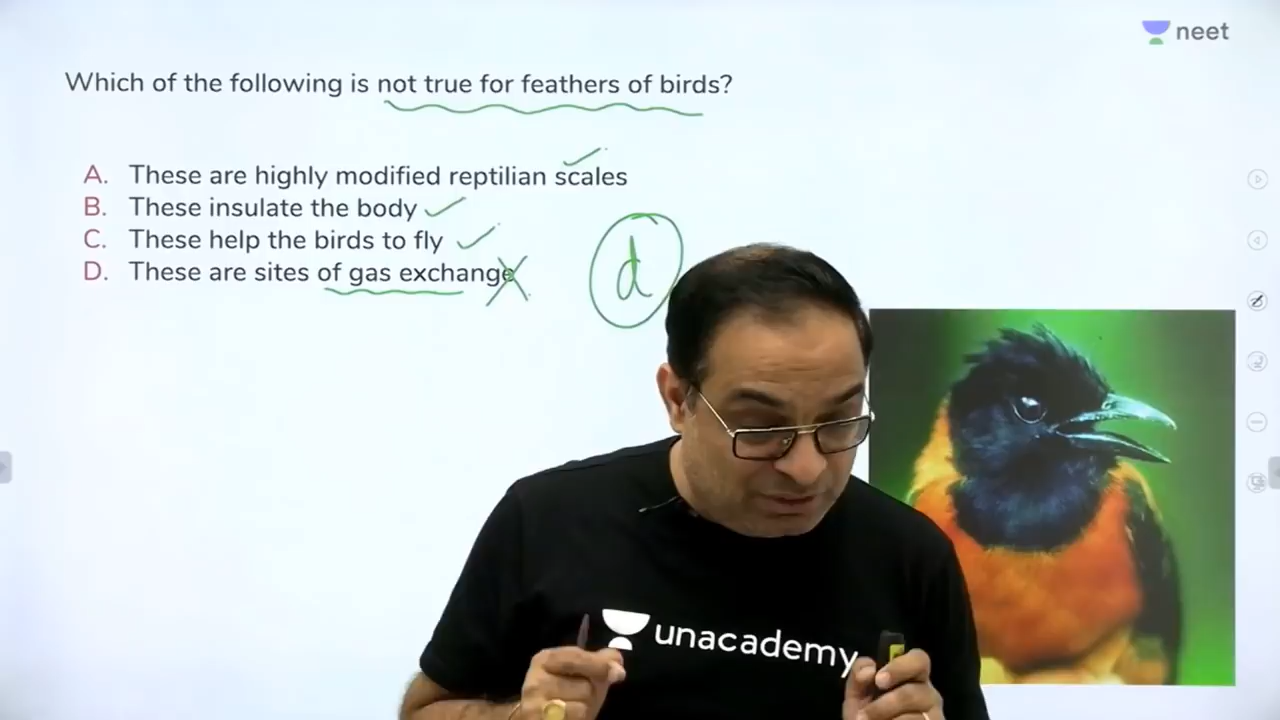 neet
Which of the following is not true for feathers of birds?
A. These are highly modified reptilian scales
B. These insulate the body
C. These help the birds to fly
D. These are sites of gas exchange
d
unacademy